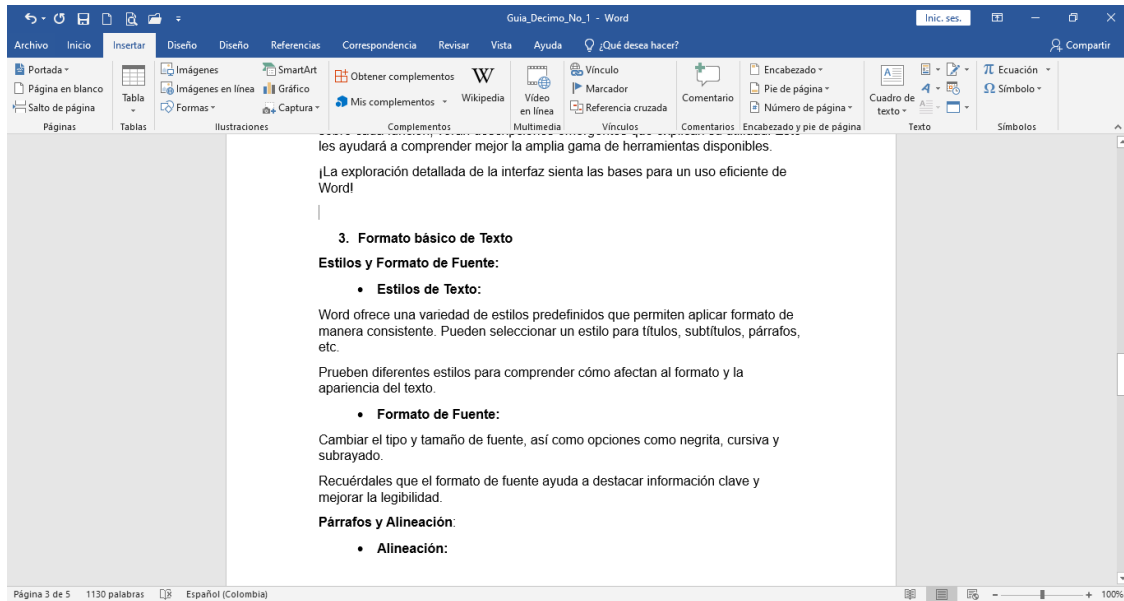 Guia_Decimo_No_1 - Word
Inic. ses.
Archivo Inicio Insertar Diseño Diseño Referencias Correspondencia Revisar Vista Ayuda ¿Qué desea hacer? Compartir
Portada
Página en blanco
Salto de página
Páginas
Tabla
Tablas
Imágenes
Imágenes en línea
Formas
SmartArt
Gráfico
Captura
Ilustraciones
Obtener complementos
Mis complementos
W
Wikipedia
Complementos
Vídeo
en línea
Multimedia
Vínculo
Marcador
Referencia cruzada
Vínculos
Comentario
Comentarios
Encabezado
Pie de página
Número de página
Encabezado y pie de página
Cuadro de
texto
Texto
π Ecuación
Ω Símbolo
Símbolos
les ayudará a comprender mejor la amplia gama de herramientas disponibles.
¡La exploración detallada de la interfaz sienta las bases para un uso eficiente de
Word!
3. Formato básico de Texto
Estilos y Formato de Fuente:
• Estilos de Texto:
Word ofrece una variedad de estilos predefinidos que permiten aplicar formato de
manera consistente. Pueden seleccionar un estilo para títulos, subtítulos, párrafos,
etc.
Prueben diferentes estilos para comprender cómo afectan al formato y la
apariencia del texto.
• Formato de Fuente:
Cambiar el tipo y tamaño de fuente, así como opciones como negrita, cursiva y
subrayado.
Recuérdales que el formato de fuente ayuda a destacar información clave y
mejorar la legibilidad.
Párrafos y Alineación:
• Alineación:
Página 3 de 5 1130 palabras Español (Colombia) 100%